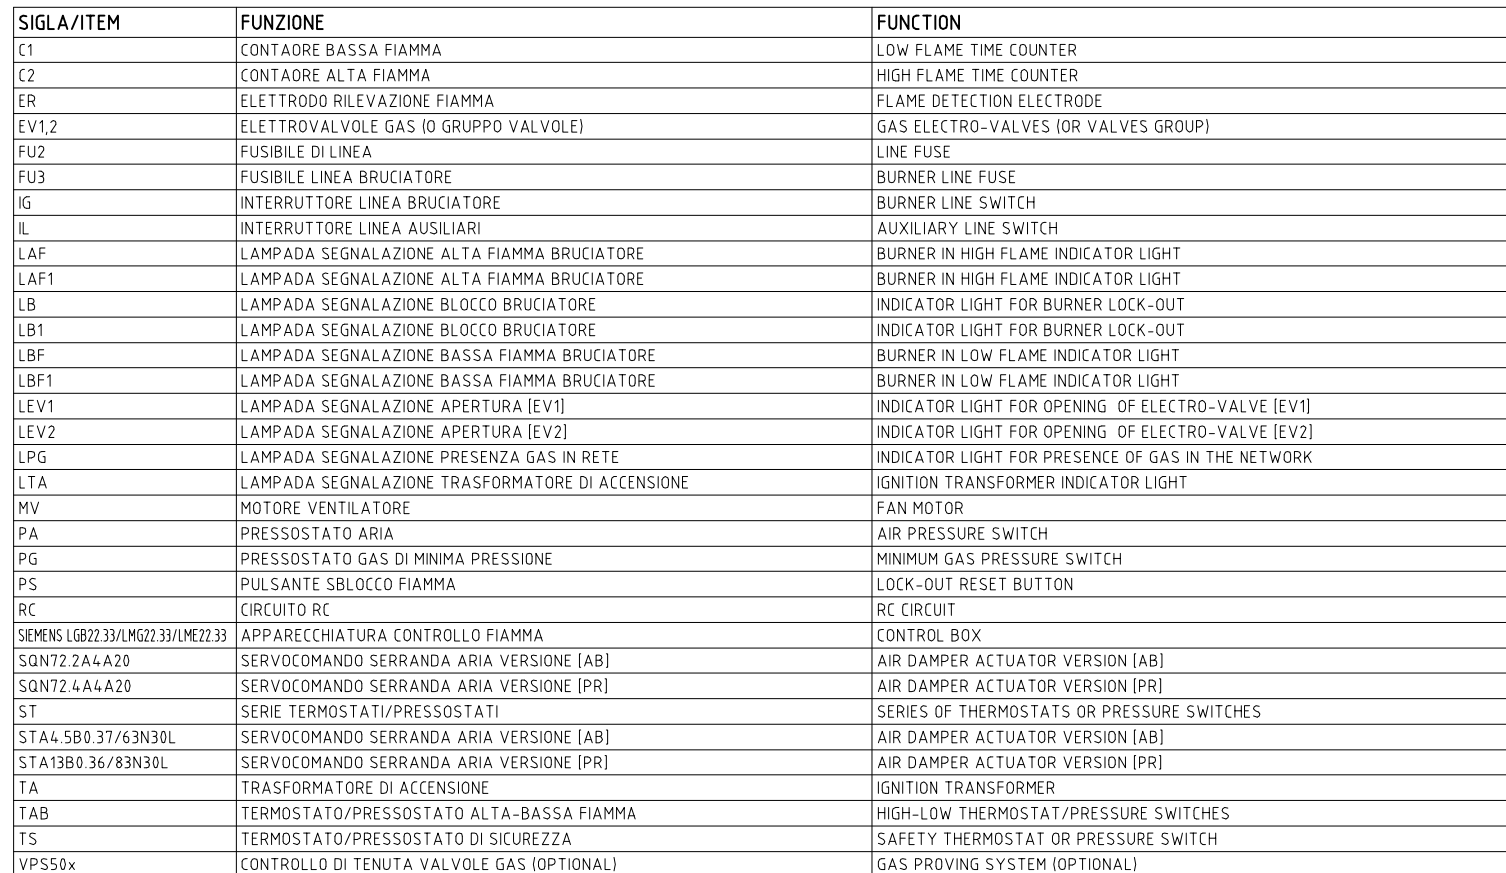 SIGLA/ITEM FUNZIONE FUNCTION
C1 CONTAORE BASSA FIAMMA LOW FLAME TIME COUNTER
C2 CONTAORE ALTA FIAMMA HIGH FLAME TIME COUNTER
ER ELETTRODO RILEVAZIONE FIAMMA FLAME DETECTION ELECTRODE
EV1,2 ELETTROVALVOLE GAS (O GRUPPO VALVOLE) GAS ELECTRO-VALVES (OR VALVES GROUP)
FU2 FUSIBILE DI LINEA LINE FUSE
FU3 FUSIBILE LINEA BRUCIATORE BURNER LINE FUSE
IG INTERRUTTORE LINEA BRUCIATORE BURNER LINE SWITCH
IL INTERRUTTORE LINEA AUSILIARI AUXILIARY LINE SWITCH
LAF LAMPADA SEGNALAZIONE ALTA FIAMMA BRUCIATORE BURNER IN HIGH FLAME INDICATOR LIGHT
LAF1 LAMPADA SEGNALAZIONE ALTA FIAMMA BRUCIATORE BURNER IN HIGH FLAME INDICATOR LIGHT
LB LAMPADA SEGNALAZIONE BLOCCO BRUCIATORE INDICATOR LIGHT FOR BURNER LOCK-OUT
LB1 LAMPADA SEGNALAZIONE BLOCCO BRUCIATORE INDICATOR LIGHT FOR BURNER LOCK-OUT
LBF LAMPADA SEGNALAZIONE BASSA FIAMMA BRUCIATORE BURNER IN LOW FLAME INDICATOR LIGHT
LBF1 LAMPADA SEGNALAZIONE BASSA FIAMMA BRUCIATORE BURNER IN LOW FLAME INDICATOR LIGHT
LEV1 LAMPADA SEGNALAZIONE APERTURA [EV1] INDICATOR LIGHT FOR OPENING OF ELECTRO-VALVE [EV1]
LEV2 LAMPADA SEGNALAZIONE APERTURA [EV2] INDICATOR LIGHT FOR OPENING OF ELECTRO-VALVE [EV2]
LPG LAMPADA SEGNALAZIONE PRESENZA GAS IN RETE INDICATOR LIGHT FOR PRESENCE OF GAS IN THE NETWORK
LTA LAMPADA SEGNALAZIONE TRASFORMATORE DI ACCENSIONE IGNITION TRANSFORMER INDICATOR LIGHT
MV MOTORE VENTILATORE FAN MOTOR
PA PRESSOSTATO ARIA AIR PRESSURE SWITCH
PG PRESSOSTATO GAS DI MINIMA PRESSIONE MINIMUM GAS PRESSURE SWITCH
PS PULSANTE SBLOCCO FIAMMA LOCK-OUT RESET BUTTON
RC CIRCUITO RC RC CIRCUIT
SIEMENS LGB22.33/LMG22.33/LME22.33 APPARECCHIATURA CONTROLLO FIAMMA CONTROL BOX
SQN72.2A4A20 SERVOCOMANDO SERRANDA ARIA VERSIONE [AB] AIR DAMPER ACTUATOR VERSION [AB]
SQN72.4A4A20 SERVOCOMANDO SERRANDA ARIA VERSIONE [PR] AIR DAMPER ACTUATOR VERSION [PR]
ST SERIE TERMOSTATI/PRESSOSTATI SERIES OF THERMOSTATS OR PRESSURE SWITCHES
STA4.5B0.37/63N30L SERVOCOMANDO SERRANDA ARIA VERSIONE [AB] AIR DAMPER ACTUATOR VERSION [AB]
STA13B0.36/83N30L SERVOCOMANDO SERRANDA ARIA VERSIONE [PR] AIR DAMPER ACTUATOR VERSION [PR]
TA TRASFORMATORE DI ACCENSIONE IGNITION TRANSFORMER
TAB TERMOSTATO/PRESSOSTATO ALTA-BASSA FIAMMA HIGH-LOW THERMOSTAT/PRESSURE SWITCHES
TS TERMOSTATO/PRESSOSTATO DI SICUREZZA SAFETY THERMOSTAT OR PRESSURE SWITCH
VPS50x CONTROLLO DI TENUTA VALVOLE GAS (OPTIONAL) GAS PROVING SYSTEM (OPTIONAL)